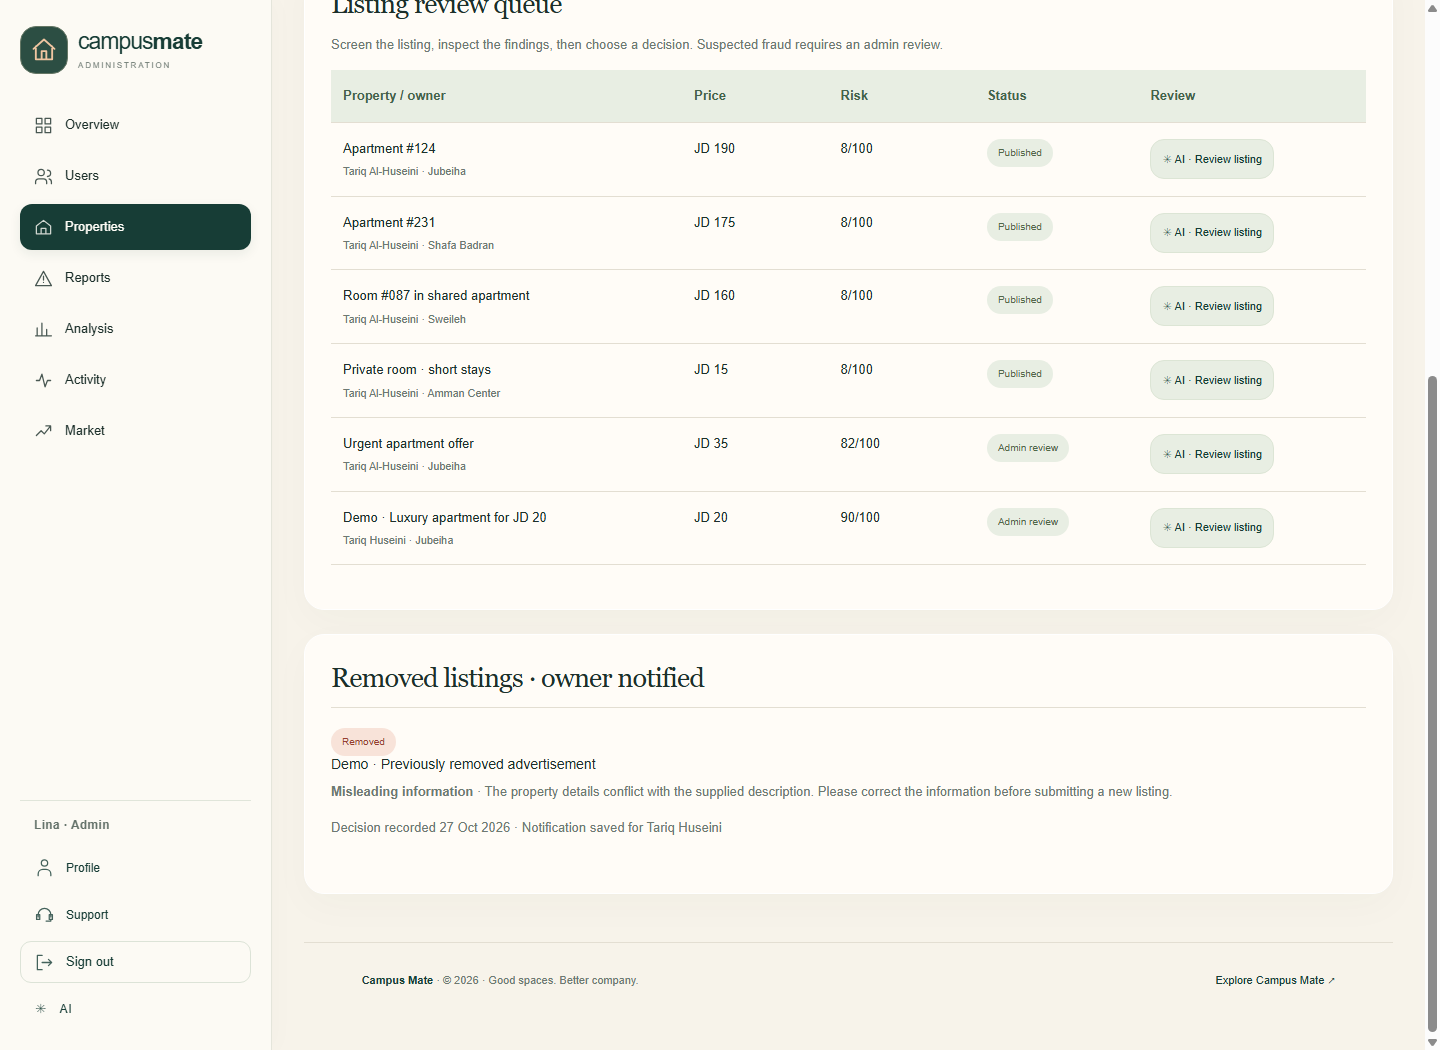 campusmate
ADMINISTRATION
Overview
Users
Properties
Reports
Analysis
Activity
Market
Lina · Admin
Profile
Support
Sign out
✳ AI
Listing review queue
Screen the listing, inspect the findings, then choose a decision. Suspected fraud requires an admin review.
Property / owner Price Risk Status Review
Apartment #124 JD 190 8/100 Published ✳ AI · Review listing
Tariq Al-Huseini · Jubeiha
Apartment #231 JD 175 8/100 Published ✳ AI · Review listing
Tariq Al-Huseini · Shafa Badran
Room #087 in shared apartment JD 160 8/100 Published ✳ AI · Review listing
Tariq Al-Huseini · Sweileh
Private room · short stays JD 15 8/100 Published ✳ AI · Review listing
Tariq Al-Huseini · Amman Center
Urgent apartment offer JD 35 82/100 Admin review ✳ AI · Review listing
Tariq Al-Huseini · Jubeiha
Demo · Luxury apartment for JD 20 JD 20 90/100 Admin review ✳ AI · Review listing
Tariq Huseini · Jubeiha
Removed listings · owner notified
Removed
Demo · Previously removed advertisement
Misleading information · The property details conflict with the supplied description. Please correct the information before submitting a new listing.
Decision recorded 27 Oct 2026 · Notification saved for Tariq Huseini
Campus Mate · © 2026 · Good spaces. Better company.
Explore Campus Mate ↗